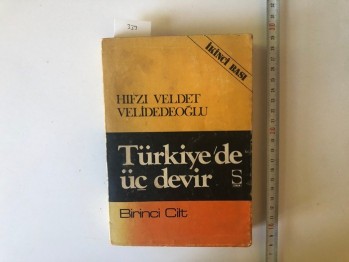 İKİNCİ BASI
HIFZI VELDET
VELİDEDEOĞLU
Türkiye'de
üç devir
S
Birinci Cilt